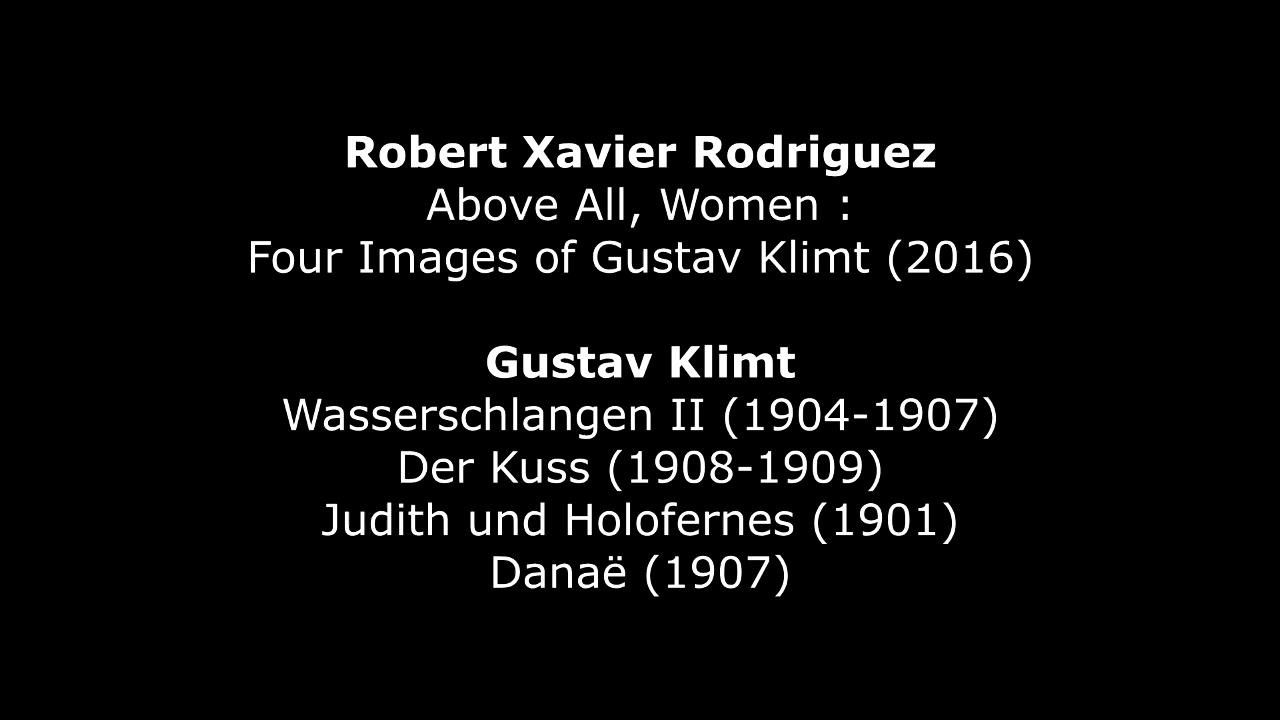 Robert Xavier Rodriguez
Above All, Women :
Four Images of Gustav Klimt (2016)
Gustav Klimt
Wasserschlangen II (1904-1907)
Der Kuss (1908-1909)
Judith und Holofernes (1901)
Danaë (1907)